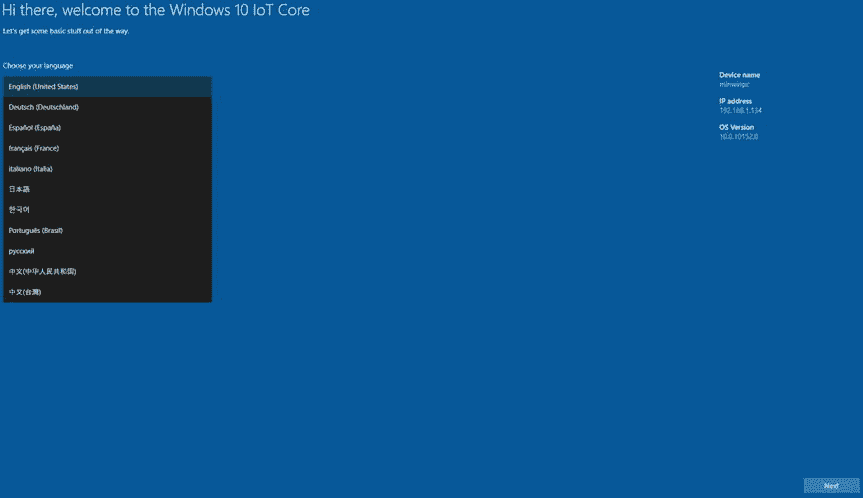 Hi there, welcome to the Windows 10 IoT Core
Let's get some basic stuff out of the way.
Choose your language
English (United States)
Deutsch (Deutschland)
Español (España)
français (France)
italiano (Italia)
日本語
한국어
Português (Brasil)
русский
中文(中华人民共和国)
中文(台灣)
Device name
minwinpc
IP address
192.168.1.134
OS Version
10.0.10152.0
Next